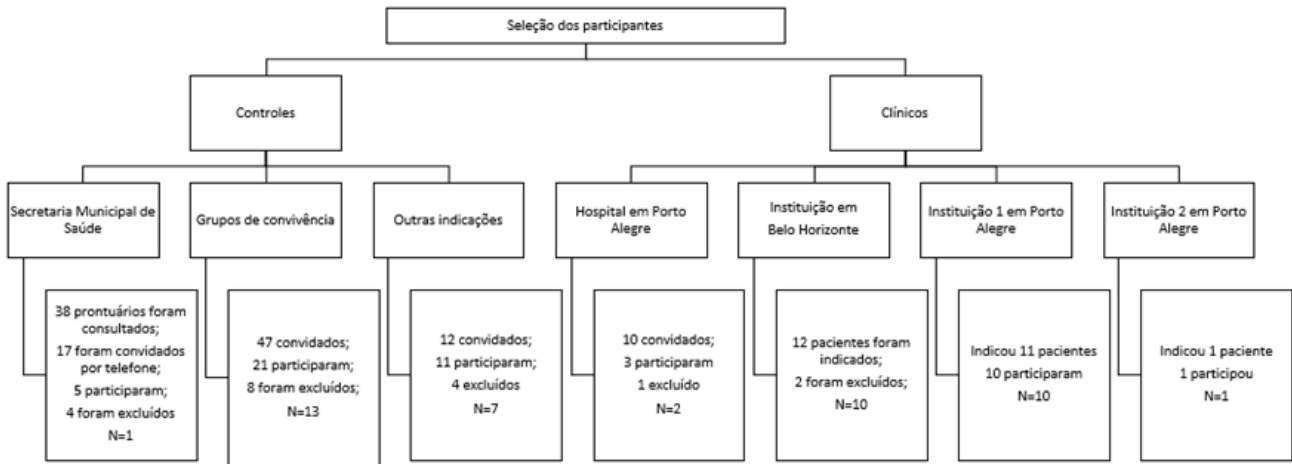 Seleção dos participantes
Controles
Clínicos
Secretaria Municipal de
Saúde
Grupos de convivência
Outras indicações
Hospital em Porto
Alegre
Instituição em
Belo Horizonte
Instituição 1 em Porto
Alegre
Instituição 2 em Porto
Alegre
38 prontuários foram
consultados;
17 foram convidados
por telefone;
5 participaram;
4 foram excluídos
N=1
47 convidados;
21 participaram;
8 foram excluídos;
N=13
12 convidados;
11 participaram;
4 excluídos
N=7
10 convidados;
3 participaram
1 excluído
N=2
12 pacientes foram
indicados;
2 foram excluídos;
N=10
Indicou 11 pacientes
10 participaram
N=10
Indicou 1 paciente
1 participou
N=1